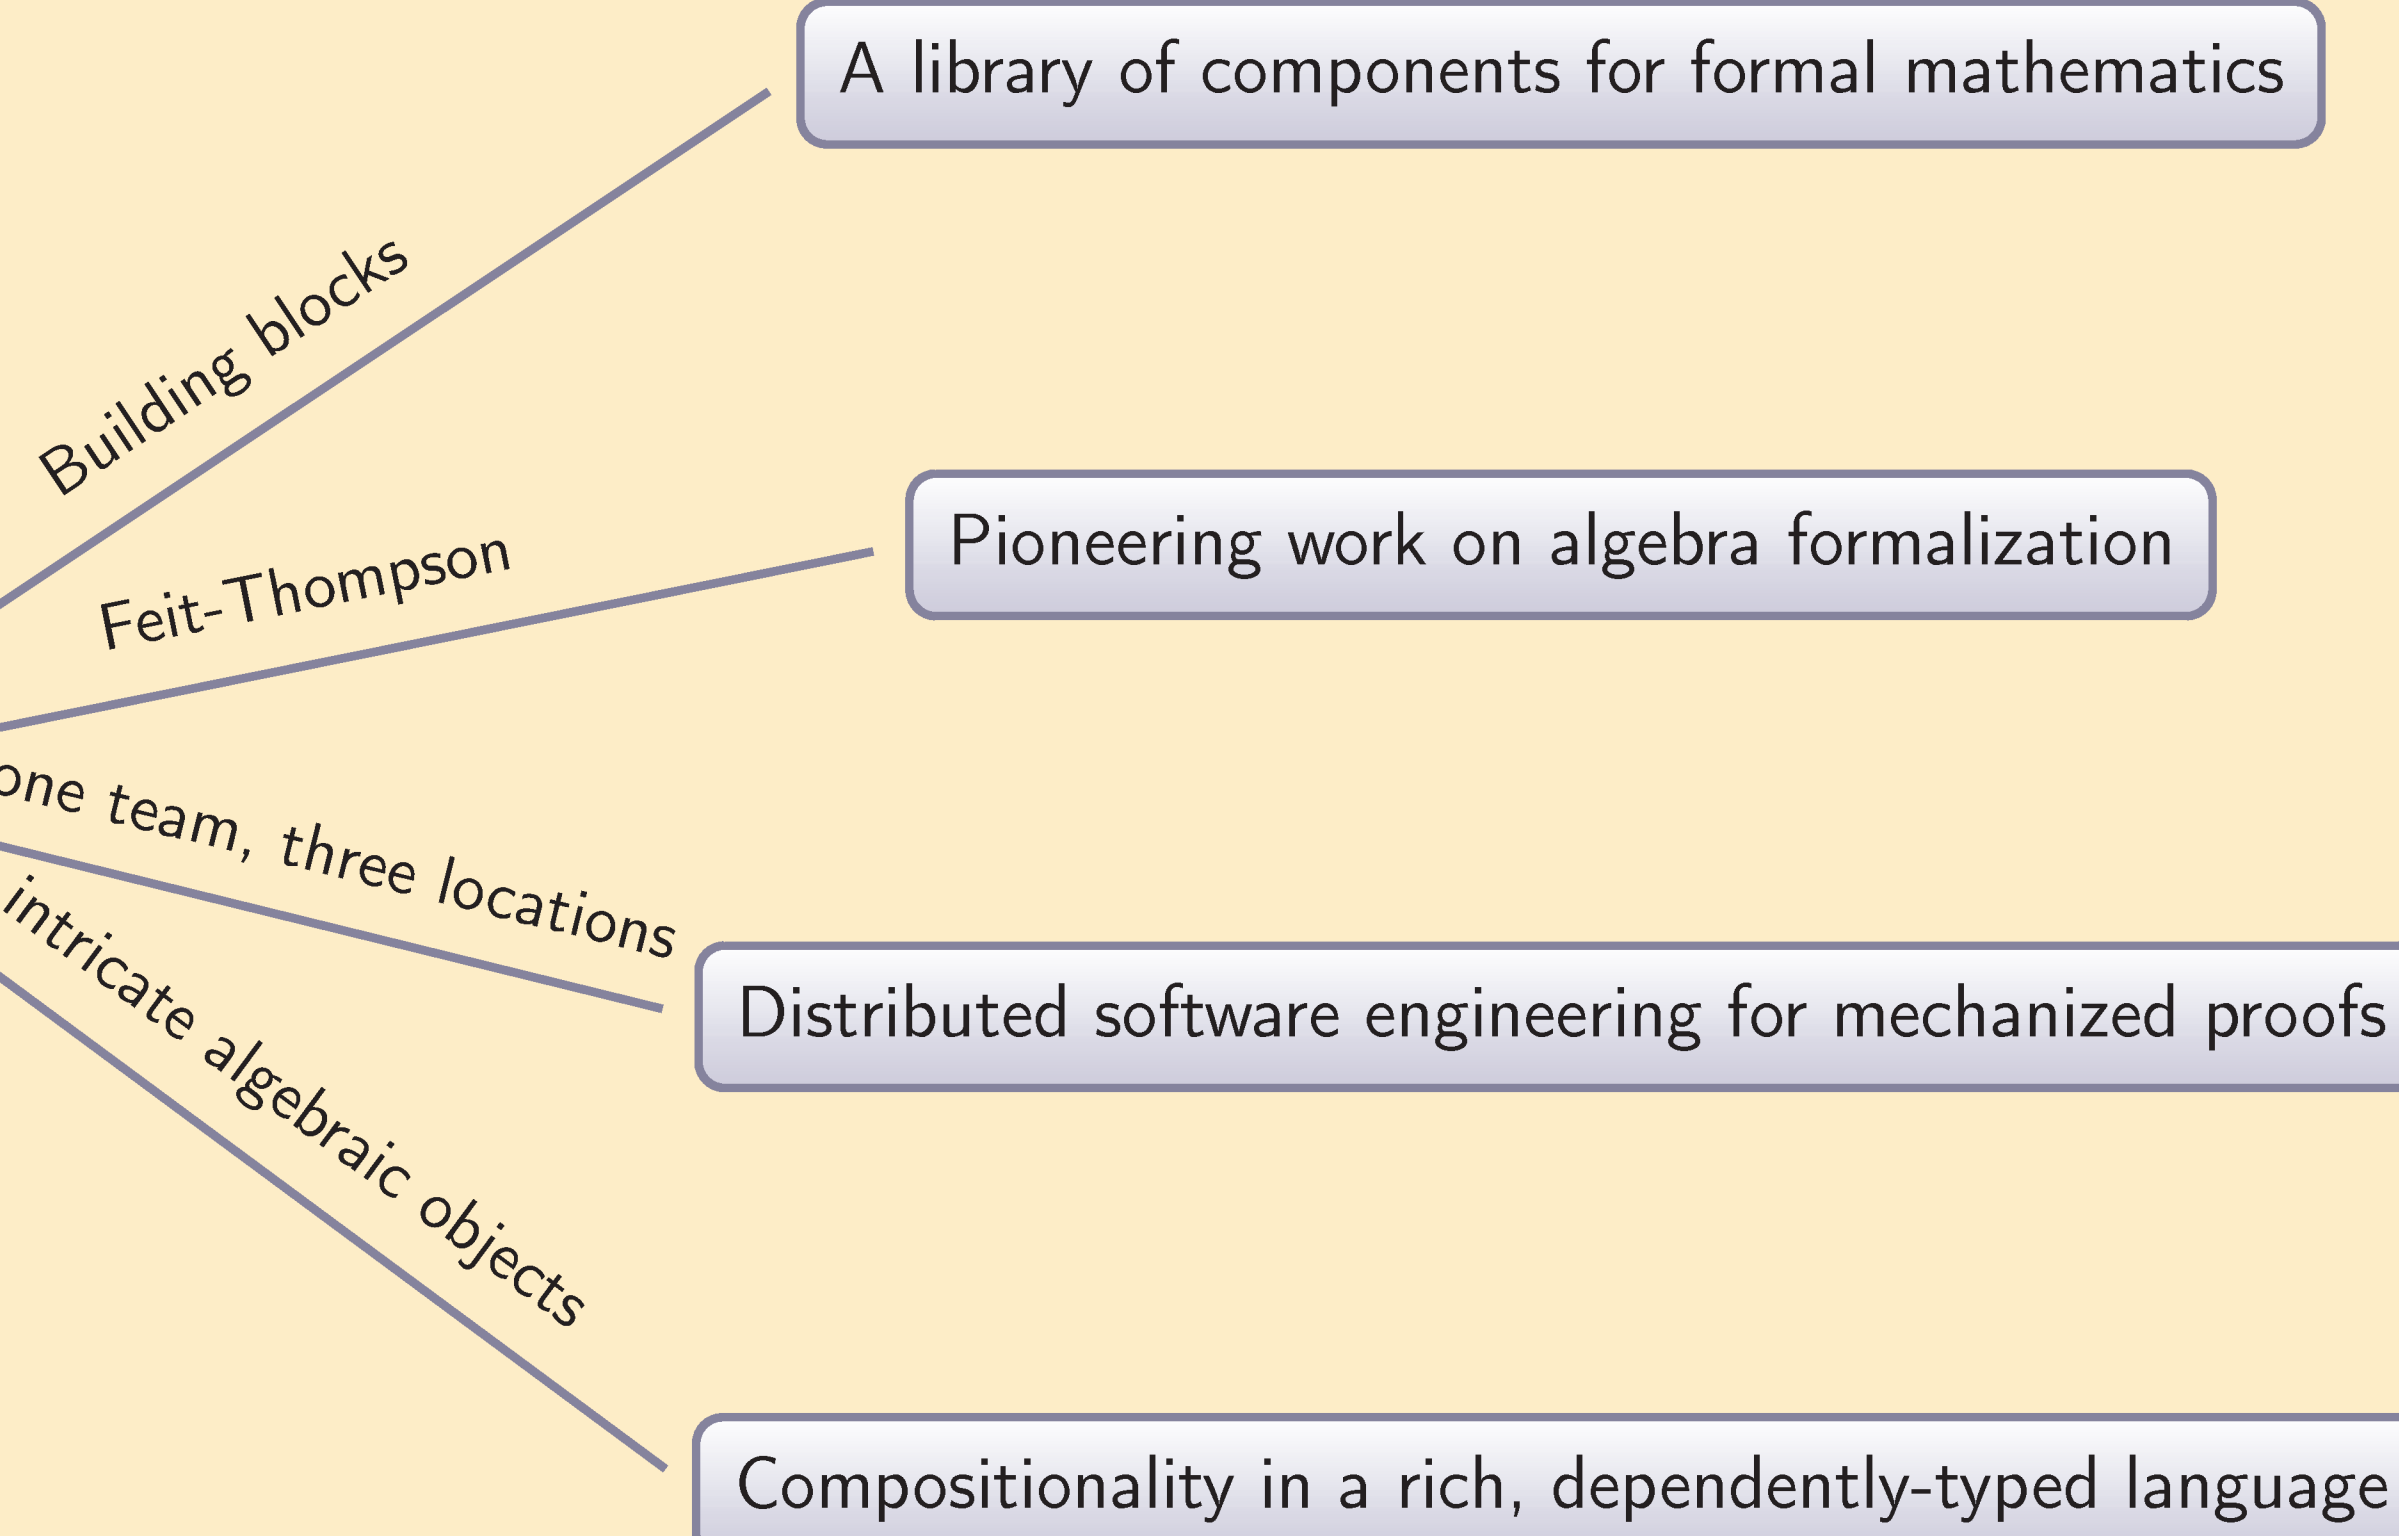 A library of components for formal mathematics
Building blocks
Pioneering work on algebra formalization
Feit-Thompson
one team, three locations
Distributed software engineering for mechanized proofs
intricate algebraic objects
Compositionality in a rich, dependently-typed language